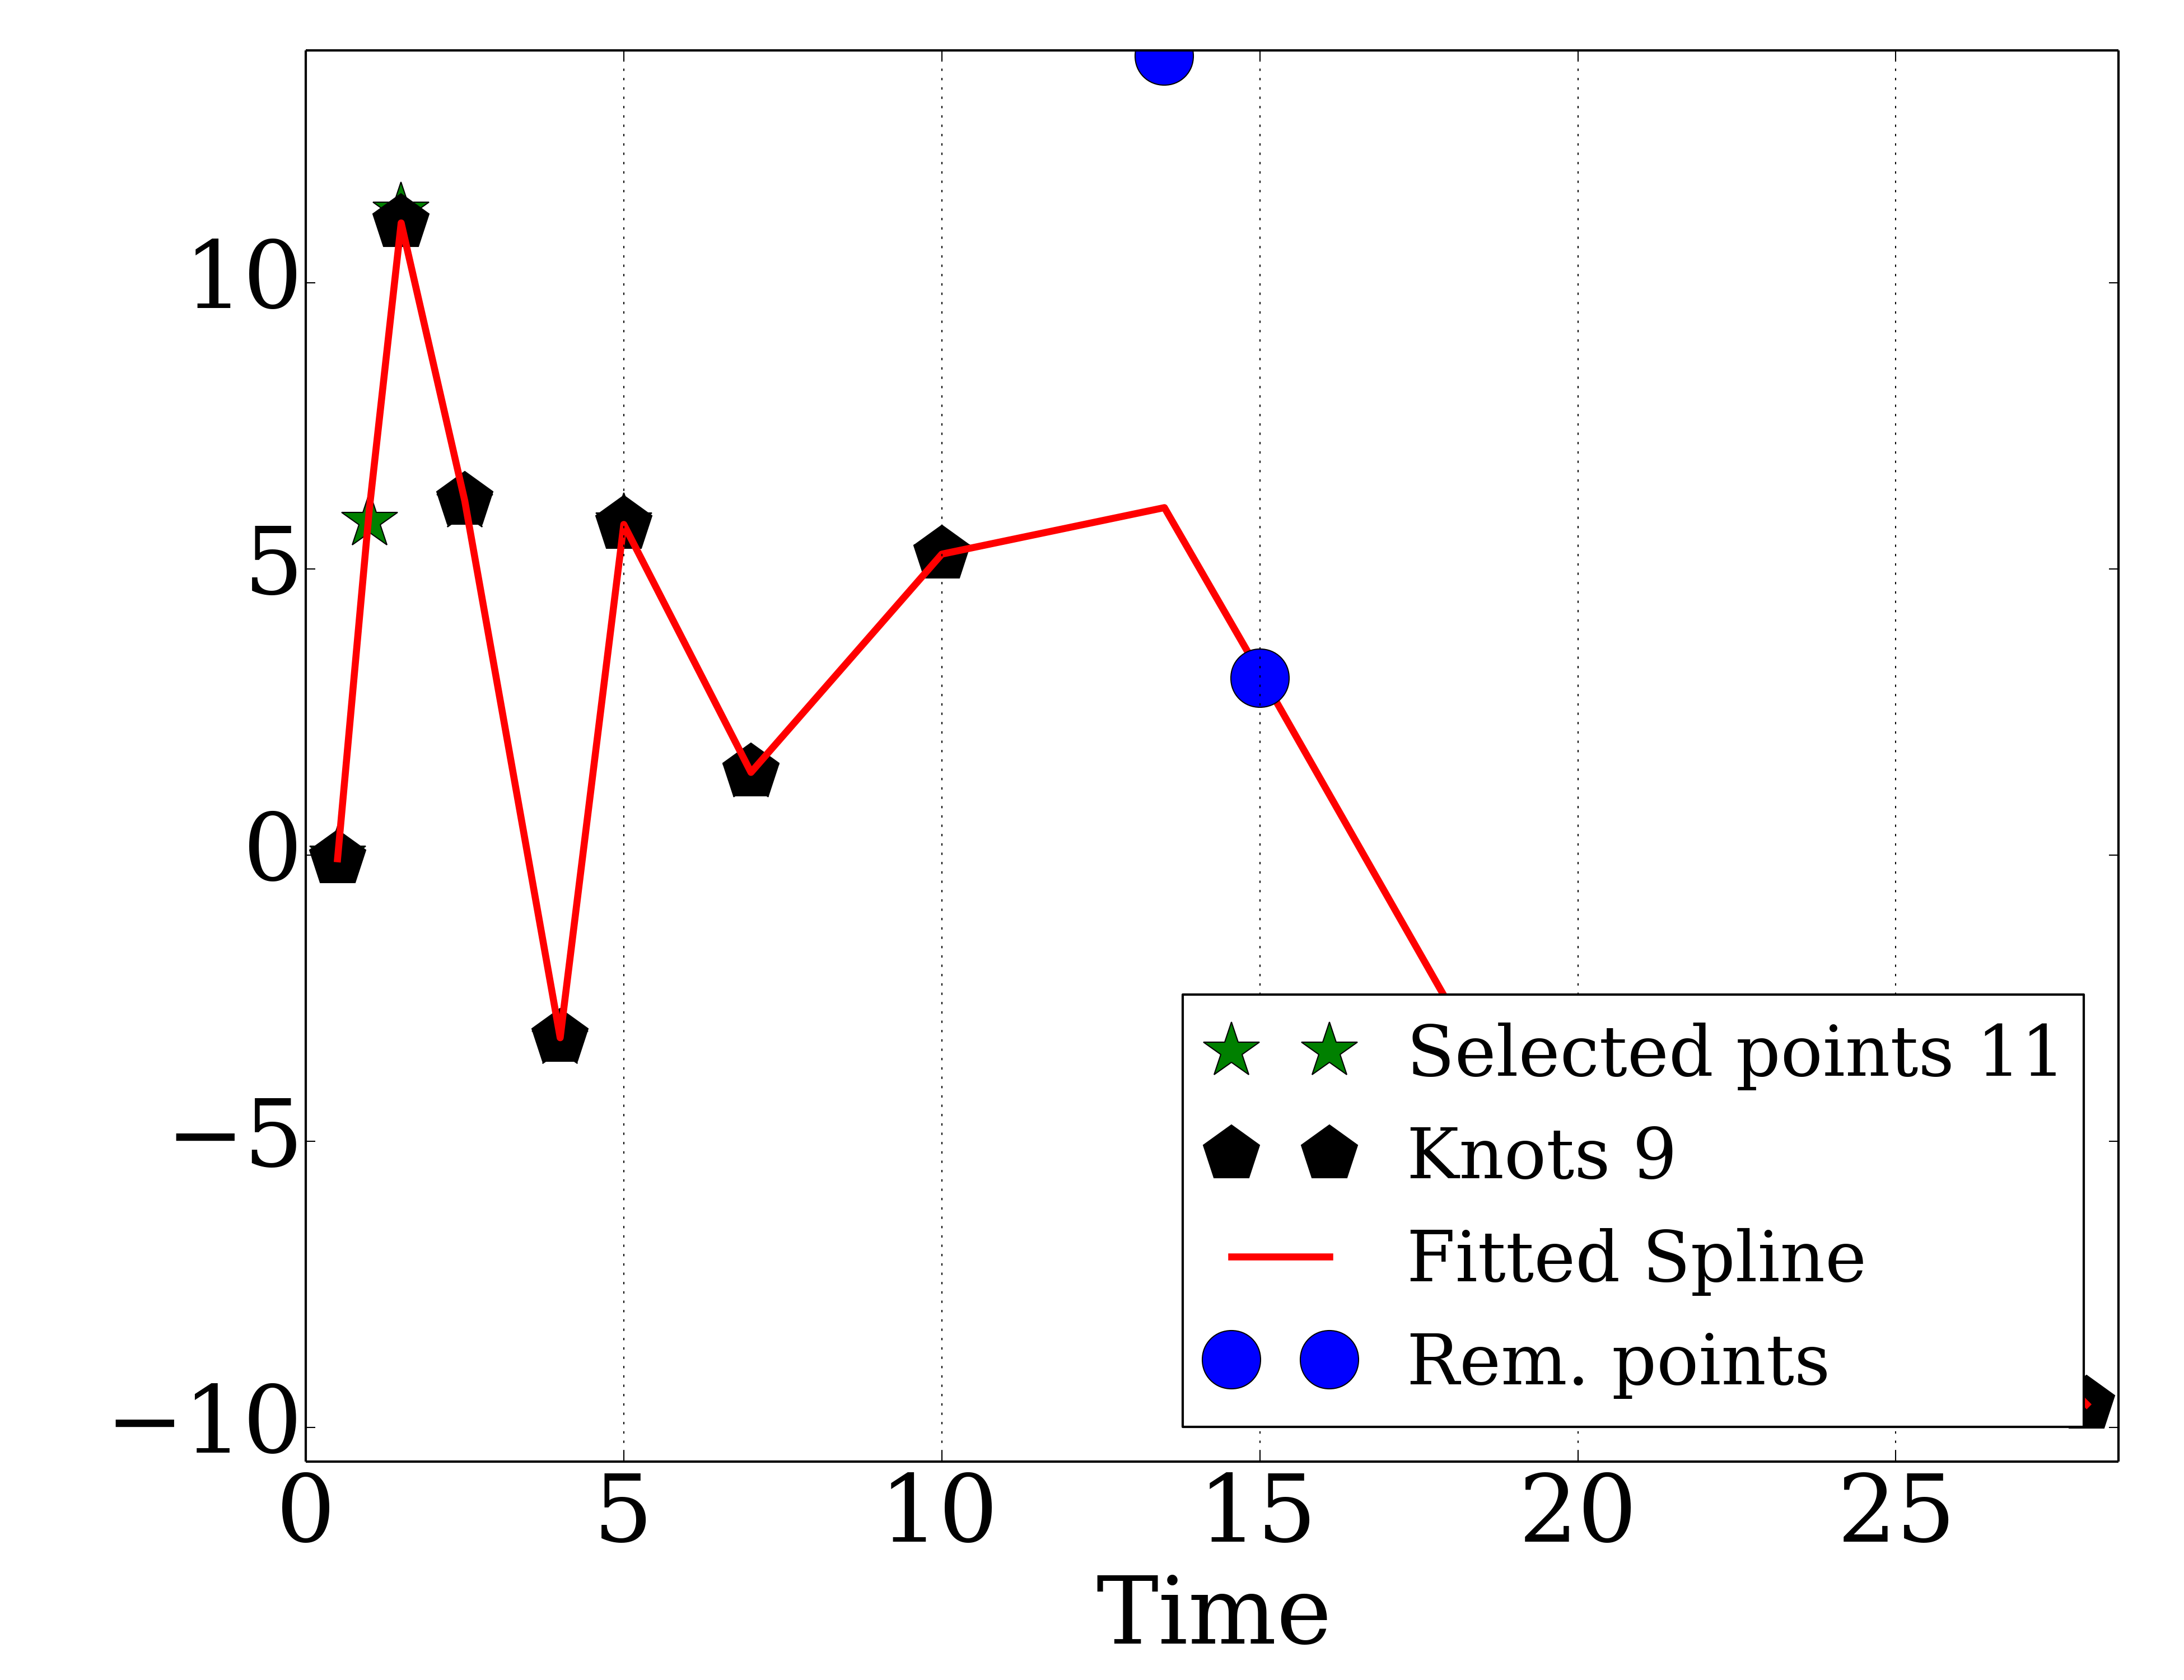 10
5
0
−5
−10
Selected points 11
Knots 9
Fitted Spline
Rem. points
0 5 10 15 20 25
Time